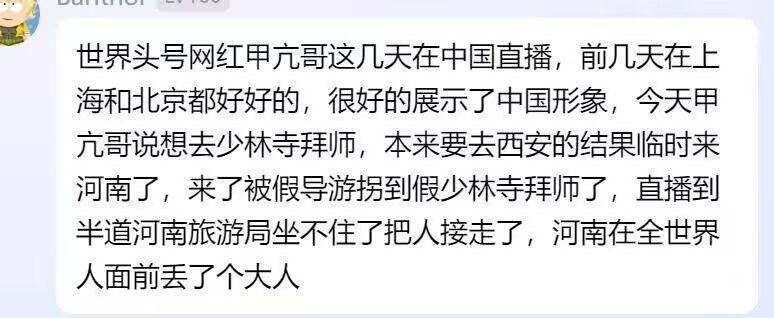 世界头号网红甲亢哥这几天在中国直播，前几天在上
海和北京都好好的，很好的展示了中国形象，今天甲
亢哥说想去少林寺拜师，本来要去西安的结果临时来
河南了，来了被假导游拐到假少林寺拜师了，直播到
半道河南旅游局坐不住了把人接走了，河南在全世界
人面前丢了个大人